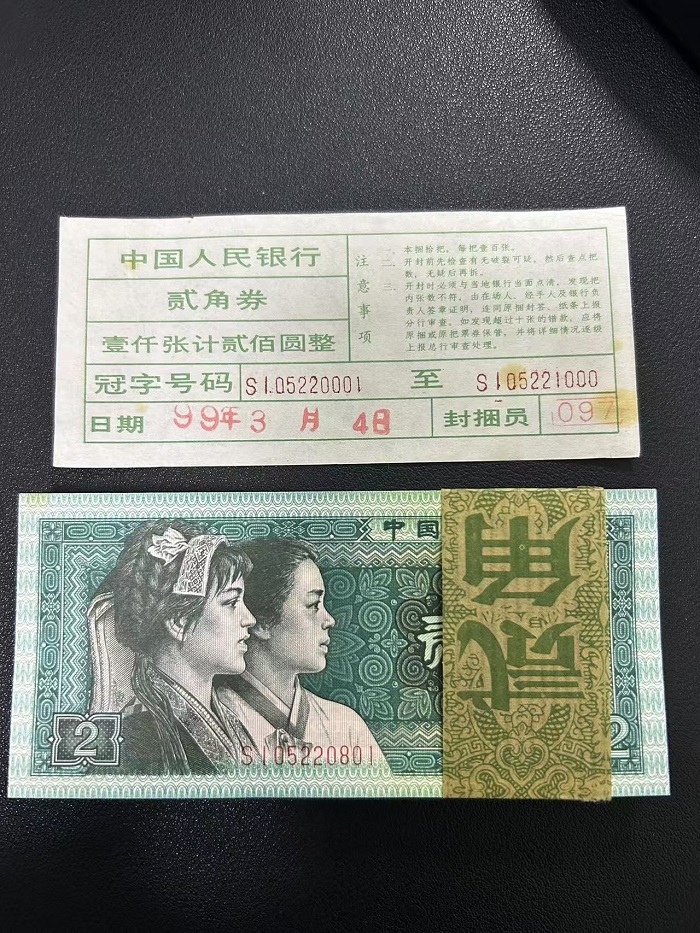 中国人民银行
贰角券
壹仟张计贰佰圆整
冠字号码 SI05220001 至 SI05221000
日期 99年3月4日 封捆员 097
注意事项
一、本捆拾把，每把壹百张。
二、开封前先检查有无破裂可疑，然后查点把数，无疑后再拆。
三、开封时必须与当地银行当面点清，发现把内张数不符，由在场人、经手人及银行负责人签章证明，连同原捆封签、纸条上报分行审查，如发现超过十张的错款，应将原捆或原把票券保管，并将详细情况逐级上报总行审查处理。
中国
贰角
2
SI05220801
2